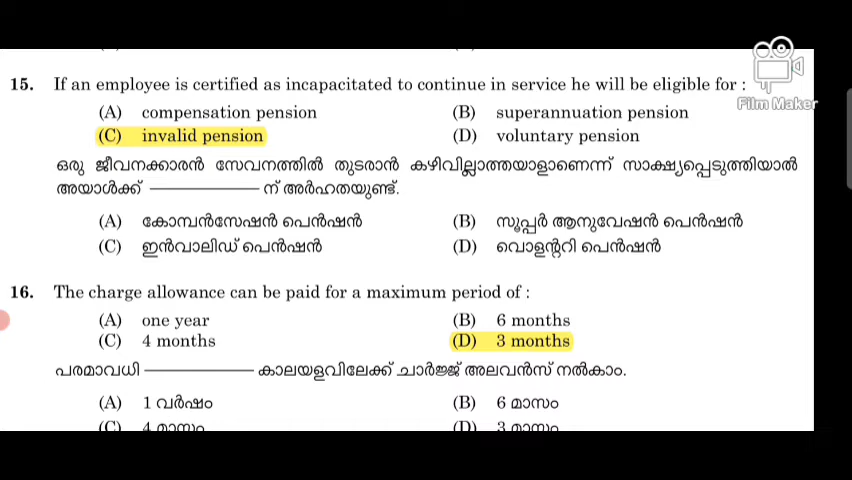 15. If an employee is certified as incapacitated to continue in service he will be eligible for :
(A) compensation pension (B) superannuation pension
(C) invalid pension (D) voluntary pension
ഒരു ജീവനക്കാരൻ സേവനത്തിൽ തുടരാൻ കഴിവില്ലാത്തയാളാണെന്ന് സാക്ഷ്യപ്പെടുത്തിയാൽ
അയാൾക്ക് ————— ന് അർഹതയുണ്ട്.
(A) കോമ്പൻസേഷൻ പെൻഷൻ (B) സൂപ്പർ ആനുവേഷൻ പെൻഷൻ
(C) ഇൻവാലിഡ് പെൻഷൻ (D) വൊളന്ററി പെൻഷൻ
16. The charge allowance can be paid for a maximum period of :
(A) one year (B) 6 months
(C) 4 months (D) 3 months
പരമാവധി ————— കാലയളവിലേക്ക് ചാർജ്ജ് അലവൻസ് നൽകാം.
(A) 1 വർഷം (B) 6 മാസം
(C) 4 മാസം (D) 3 മാസം
Film Maker